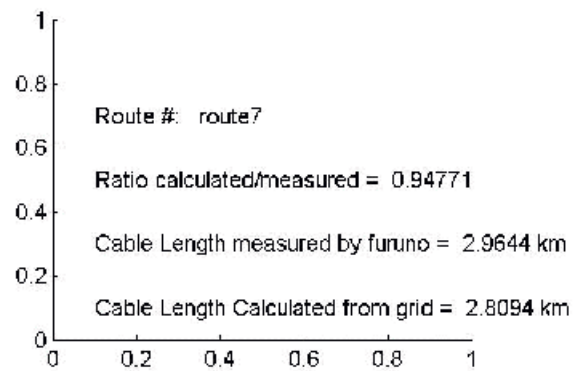 1
0.8
Route #: route7
0.6
Ratio calculated/measured = 0.94771
0.4
Cable Length measured by furuno = 2.9644 km
0.2
Cable Length Calculated from grid = 2.8094 km
0
0 0.2 0.4 0.6 0.8 1